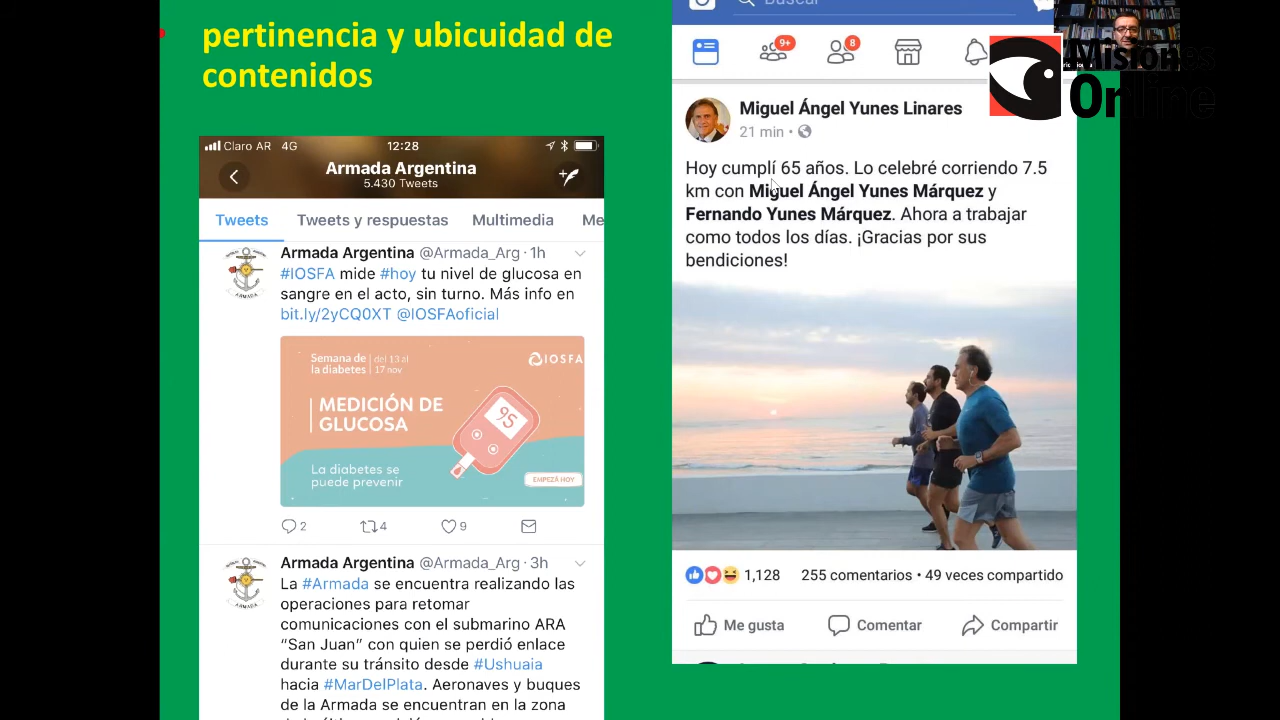 pertinencia y ubicuidad de
contenidos
Claro AR 4G 12:28
Armada Argentina
5.430 Tweets
Tweets Tweets y respuestas Multimedia Me
Armada Argentina @Armada_Arg · 1h
#IOSFA mide #hoy tu nivel de glucosa en
sangre en el acto, sin turno. Más info en
bit.ly/2yCQ0XT @IOSFAoficial
Semana de
la diabetes
del 13 al
17 nov
IOSFA
MEDICIÓN DE
GLUCOSA
95
La diabetes se
puede prevenir
EMPEZÁ HOY
2 4 9
Armada Argentina @Armada_Arg · 3h
La #Armada se encuentra realizando las
operaciones para retomar
comunicaciones con el submarino ARA
“San Juan” con quien se perdió enlace
durante su tránsito desde #Ushuaia
hacia #MarDelPlata. Aeronaves y buques
de la Armada se encuentran en la zona
Buscar
9+ 8
Miguel Ángel Yunes Linares
21 min ·
Hoy cumplí 65 años. Lo celebré corriendo 7.5
km con Miguel Ángel Yunes Márquez y
Fernando Yunes Márquez. Ahora a trabajar
como todos los días. ¡Gracias por sus
bendiciones!
1,128 255 comentarios • 49 veces compartido
Me gusta Comentar Compartir
Misiones
Online